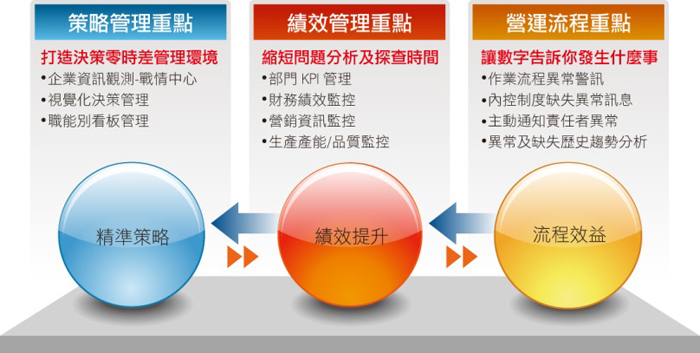 策略管理重點
打造決策零時差管理環境
•企業資訊觀測-戰情中心
•視覺化決策管理
•職能別看板管理
精準策略
績效管理重點
縮短問題分析及探查時間
•部門 KPI 管理
•財務績效監控
•營銷資訊監控
•生產產能/品質監控
績效提升
營運流程重點
讓數字告訴你發生什麼事
•作業流程異常警訊
•內控制度缺失異常訊息
•主動通知責任者異常
•異常及缺失歷史趨勢分析
流程效益